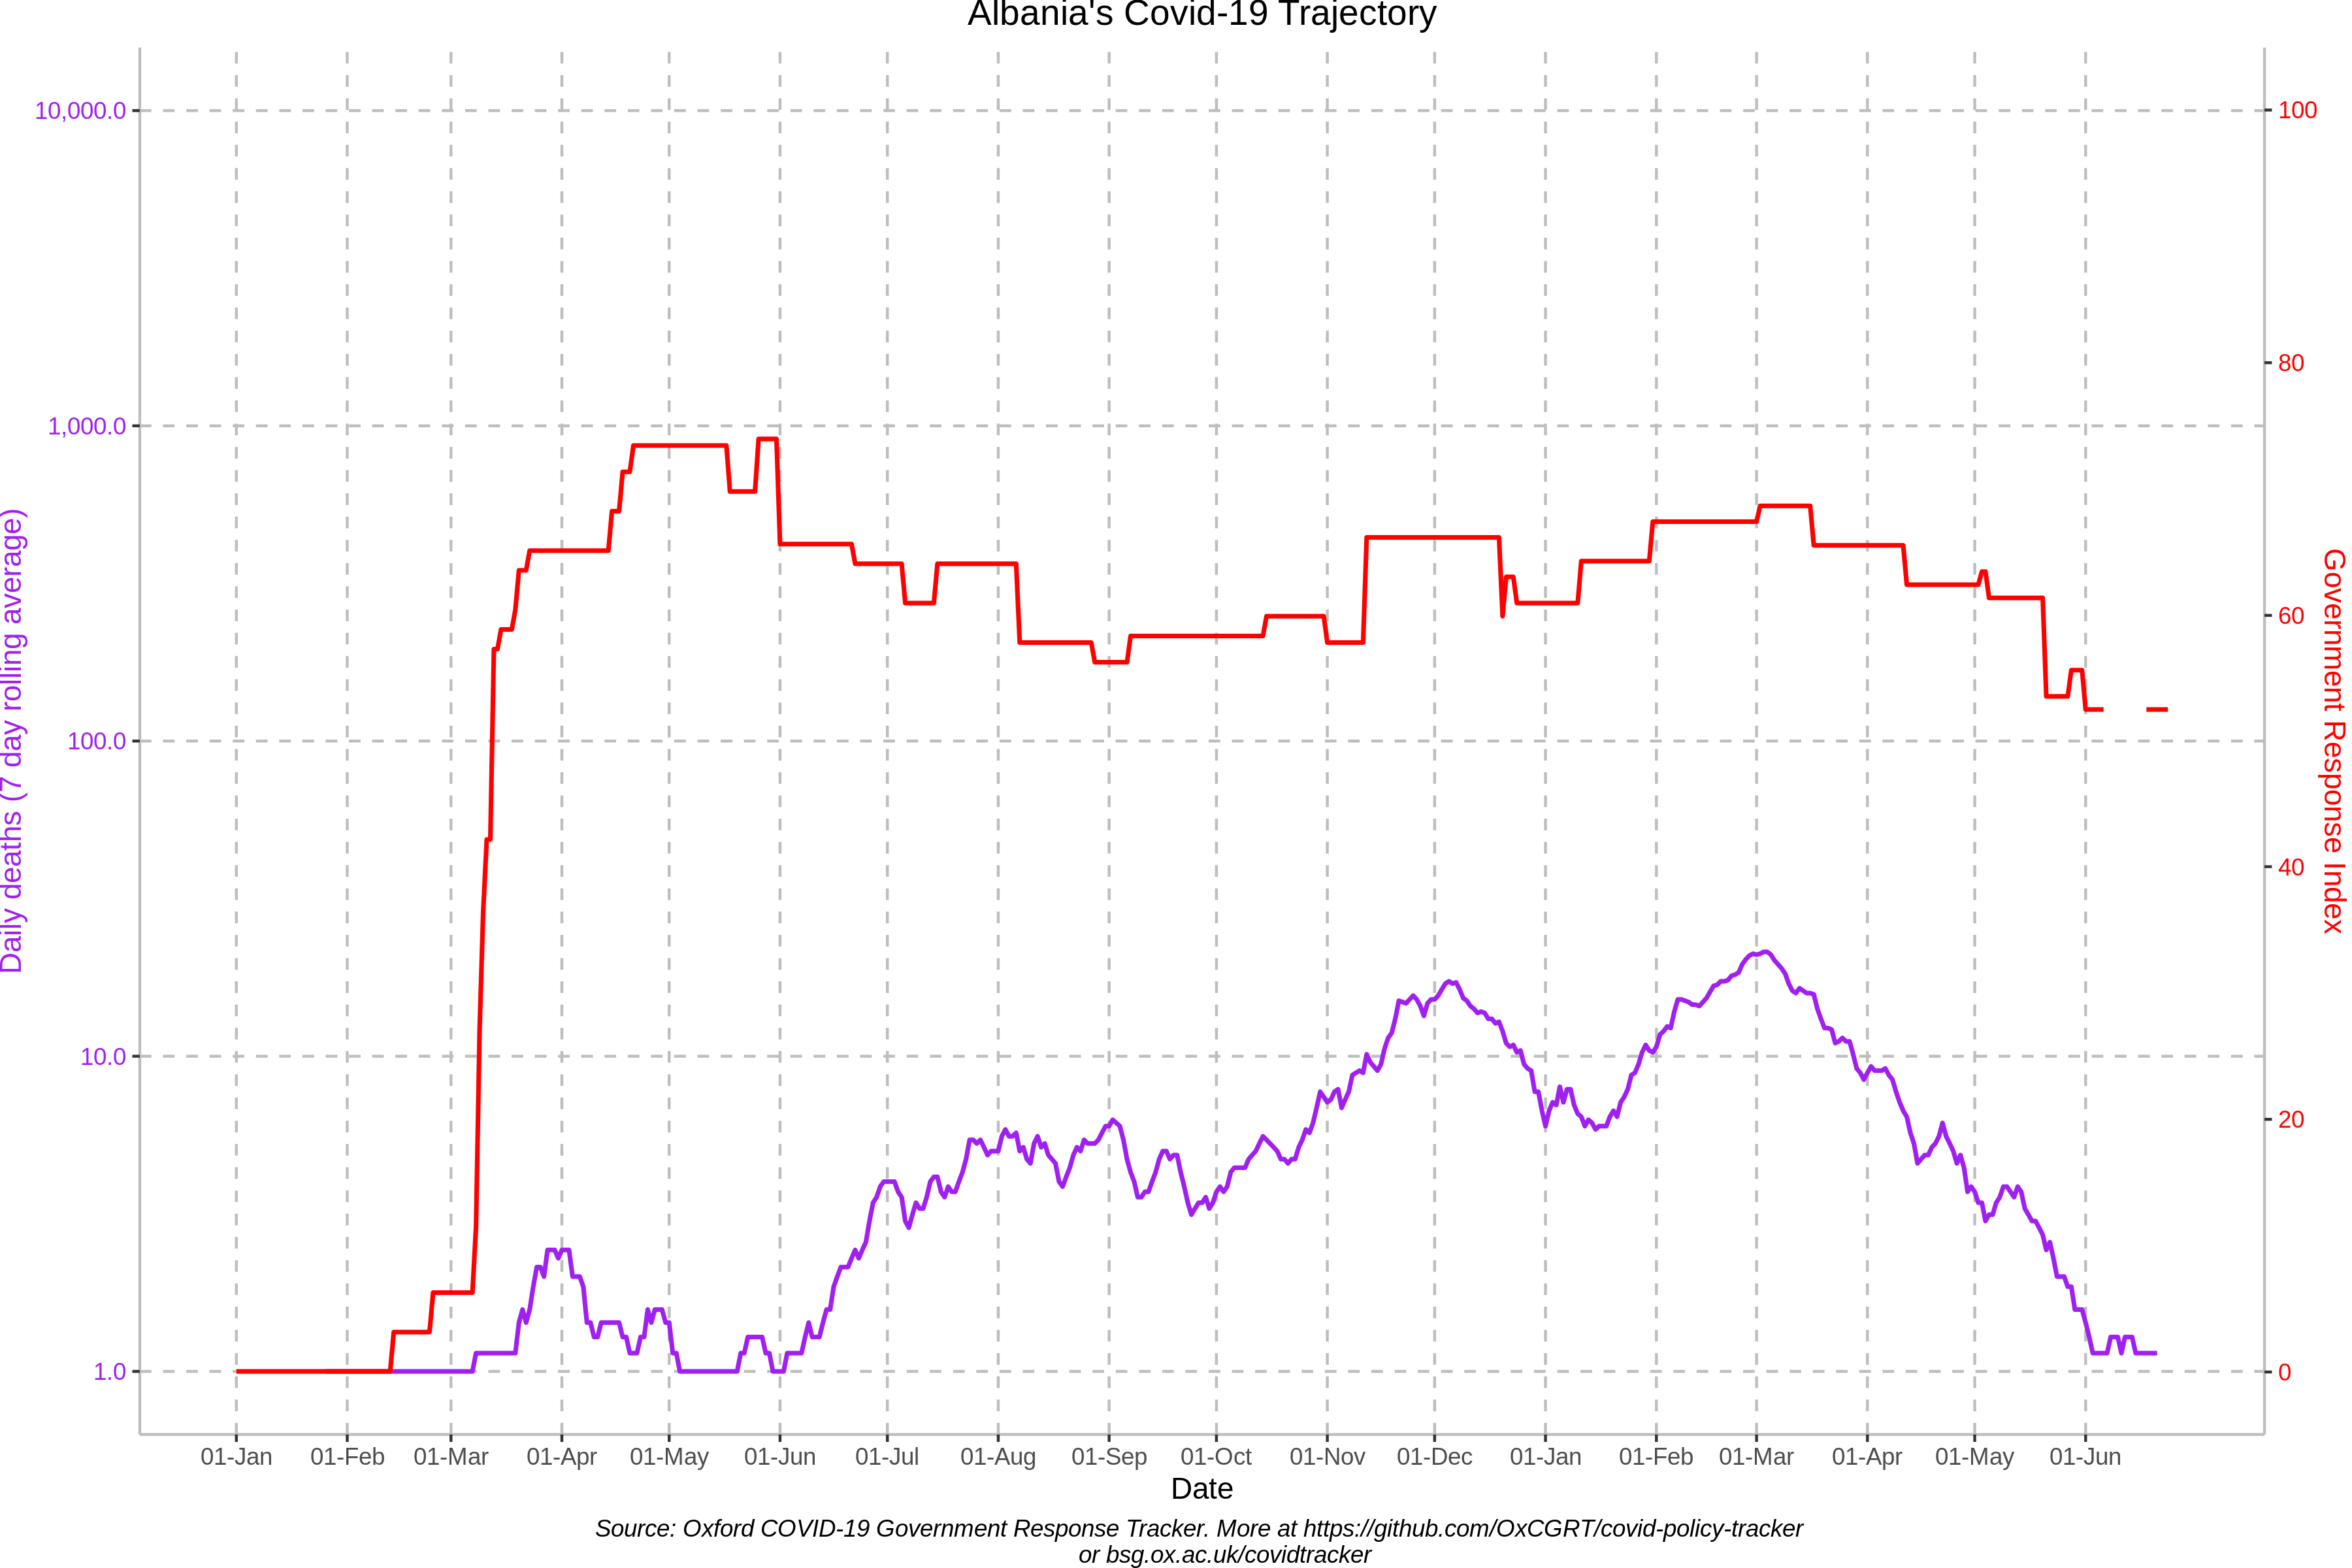 Albania's Covid-19 Trajectory
10,000.0
1,000.0
100.0
10.0
1.0
Daily deaths (7 day rolling average)
100
80
60
40
20
0
Government Response Index
01-Jan 01-Feb 01-Mar 01-Apr 01-May 01-Jun 01-Jul 01-Aug 01-Sep 01-Oct 01-Nov 01-Dec 01-Jan 01-Feb 01-Mar 01-Apr 01-May 01-Jun
Date
Source: Oxford COVID-19 Government Response Tracker. More at https://github.com/OxCGRT/covid-policy-tracker
or bsg.ox.ac.uk/covidtracker